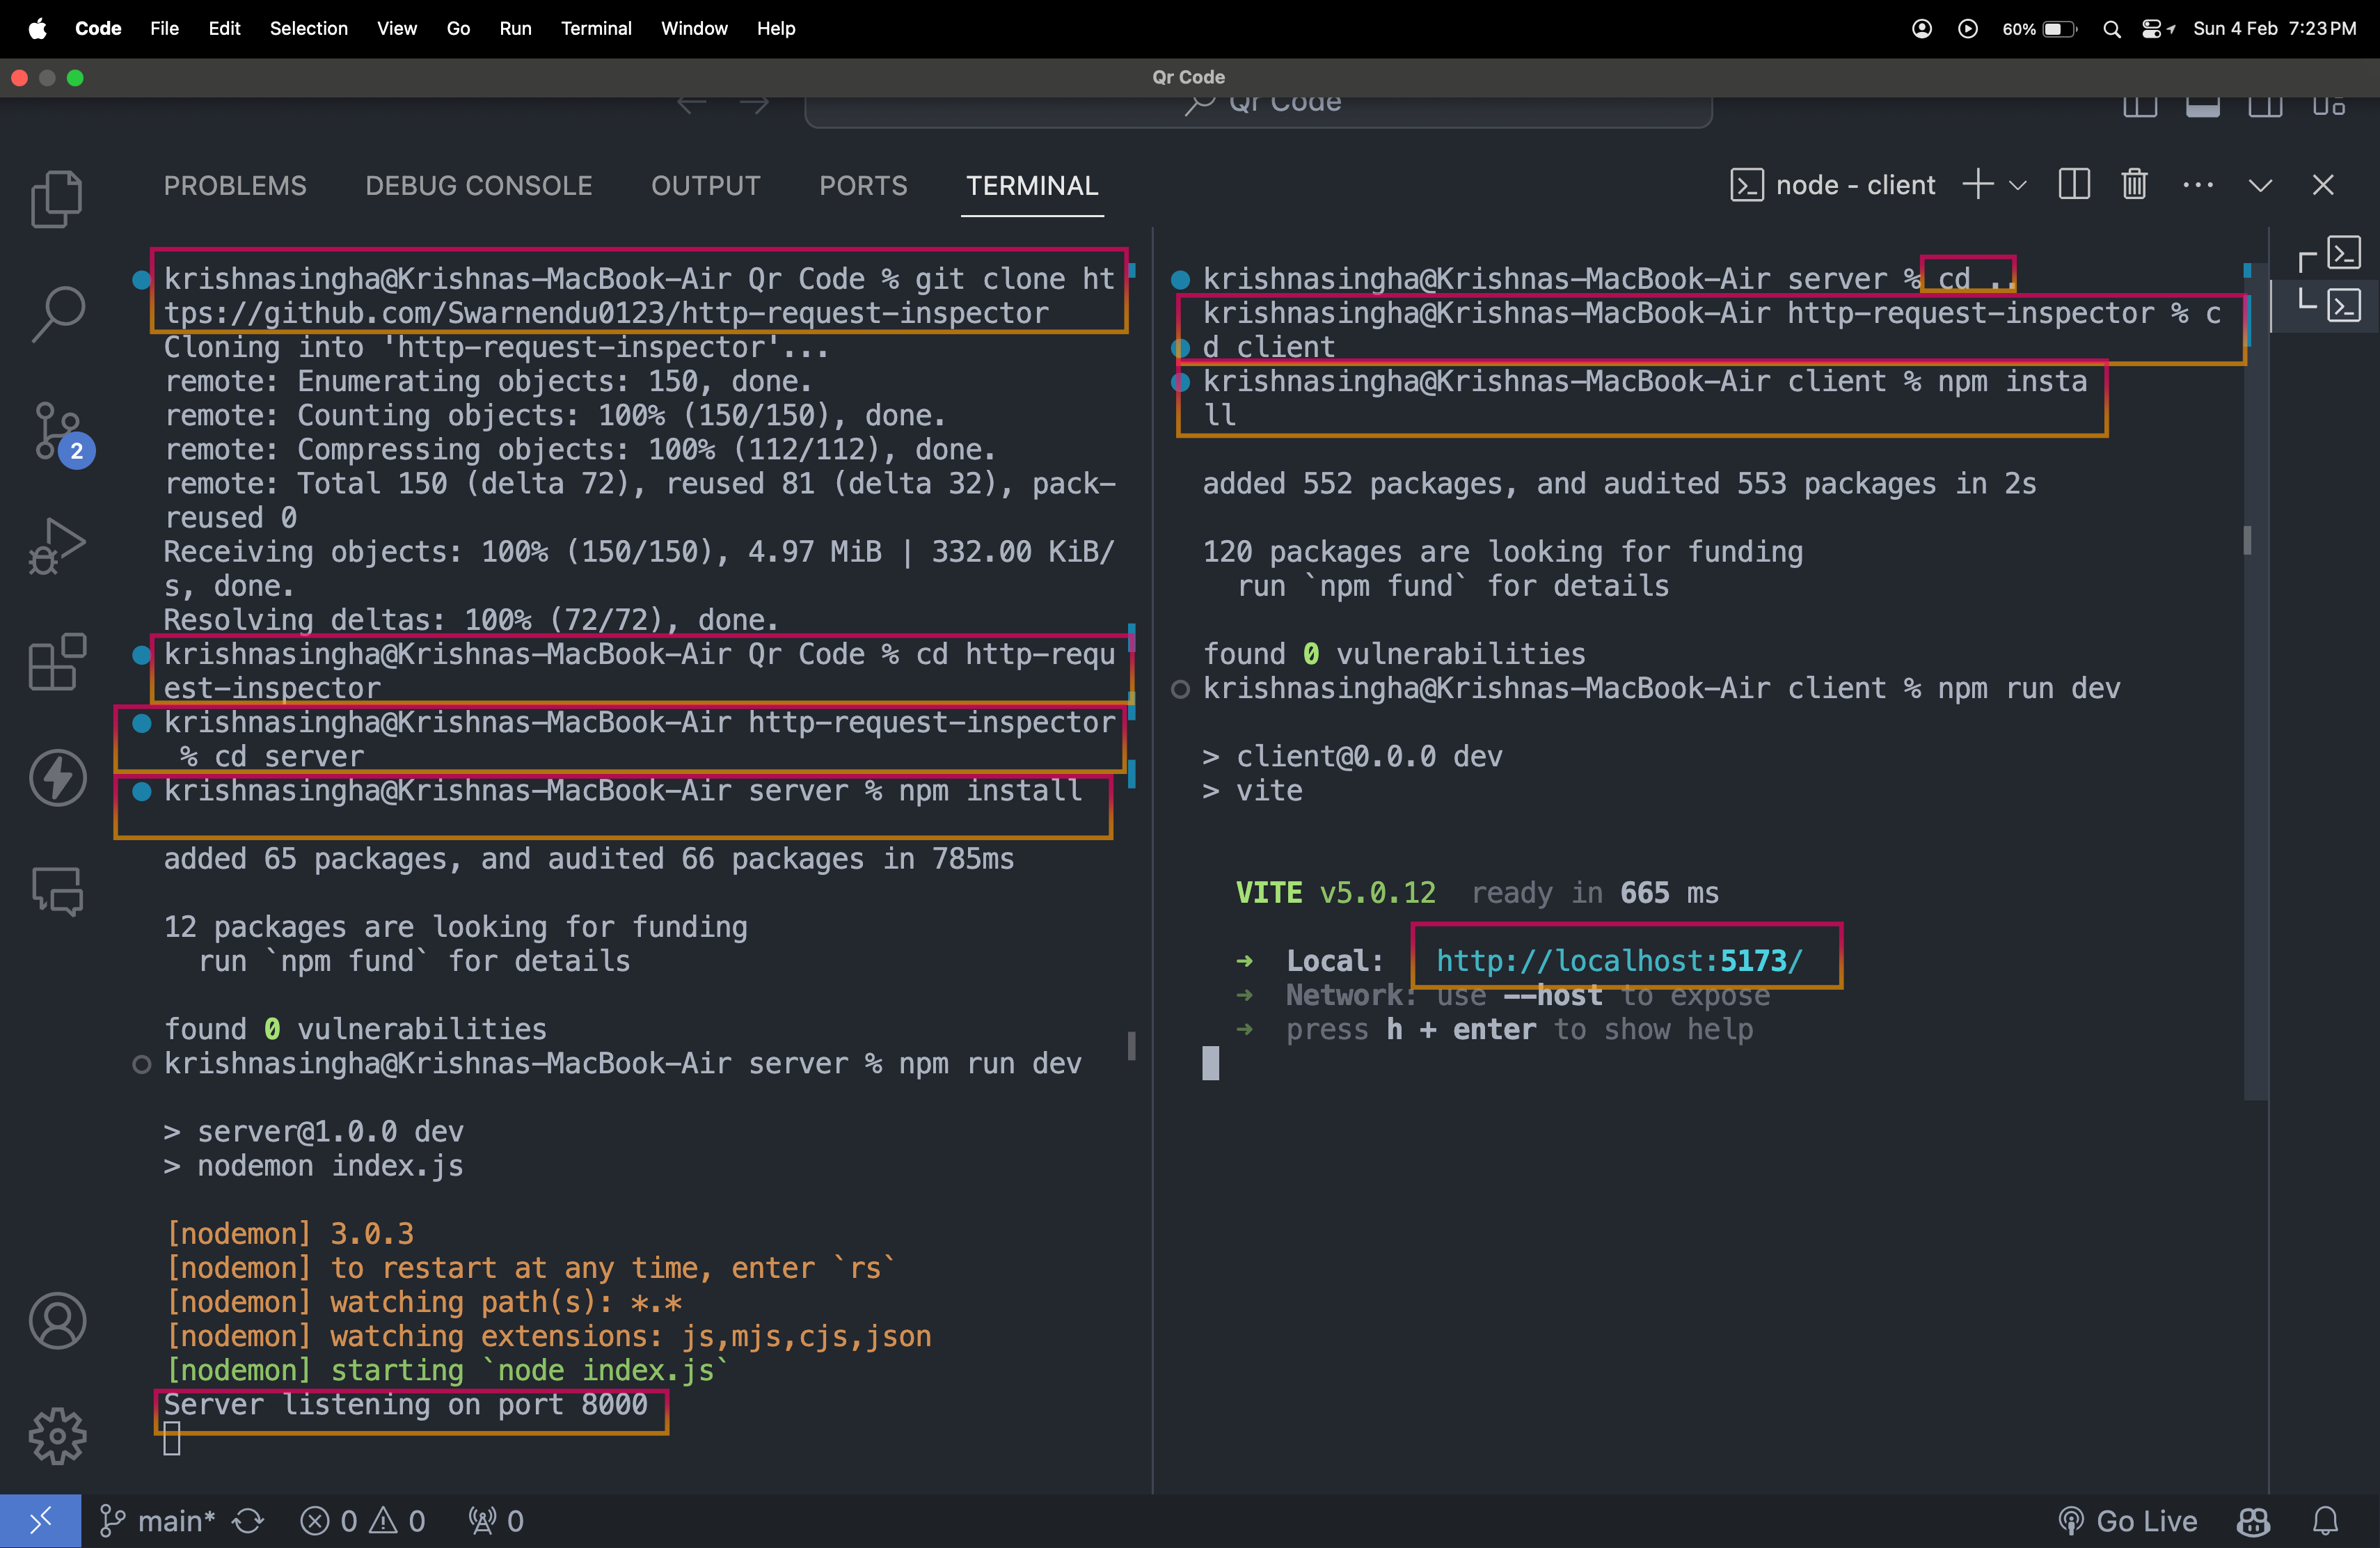 Code File Edit Selection View Go Run Terminal Window Help 60% Sun 4 Feb 7:23 PM
Qr Code
Qr Code
PROBLEMS DEBUG CONSOLE OUTPUT PORTS TERMINAL node - client
krishnasingha@Krishnas-MacBook-Air Qr Code % git clone ht
tps://github.com/Swarnendu0123/http-request-inspector
Cloning into 'http-request-inspector'...
remote: Enumerating objects: 150, done.
remote: Counting objects: 100% (150/150), done.
remote: Compressing objects: 100% (112/112), done.
remote: Total 150 (delta 72), reused 81 (delta 32), pack-
reused 0
Receiving objects: 100% (150/150), 4.97 MiB | 332.00 KiB/
s, done.
Resolving deltas: 100% (72/72), done.
krishnasingha@Krishnas-MacBook-Air Qr Code % cd http-requ
est-inspector
krishnasingha@Krishnas-MacBook-Air http-request-inspector
% cd server
krishnasingha@Krishnas-MacBook-Air server % npm install
added 65 packages, and audited 66 packages in 785ms
12 packages are looking for funding
run `npm fund` for details
found 0 vulnerabilities
krishnasingha@Krishnas-MacBook-Air server % npm run dev
> server@1.0.0 dev
> nodemon index.js
[nodemon] 3.0.3
[nodemon] to restart at any time, enter `rs`
[nodemon] watching path(s): *.*
[nodemon] watching extensions: js,mjs,cjs,json
[nodemon] starting `node index.js`
Server listening on port 8000
krishnasingha@Krishnas-MacBook-Air server % cd ..
krishnasingha@Krishnas-MacBook-Air http-request-inspector % c
d client
krishnasingha@Krishnas-MacBook-Air client % npm insta
ll
added 552 packages, and audited 553 packages in 2s
120 packages are looking for funding
run `npm fund` for details
found 0 vulnerabilities
krishnasingha@Krishnas-MacBook-Air client % npm run dev
> client@0.0.0 dev
> vite
VITE v5.0.12 ready in 665 ms
➜ Local: http://localhost:5173/
➜ Network: use --host to expose
➜ press h + enter to show help
2
main* 0 0 0 Go Live